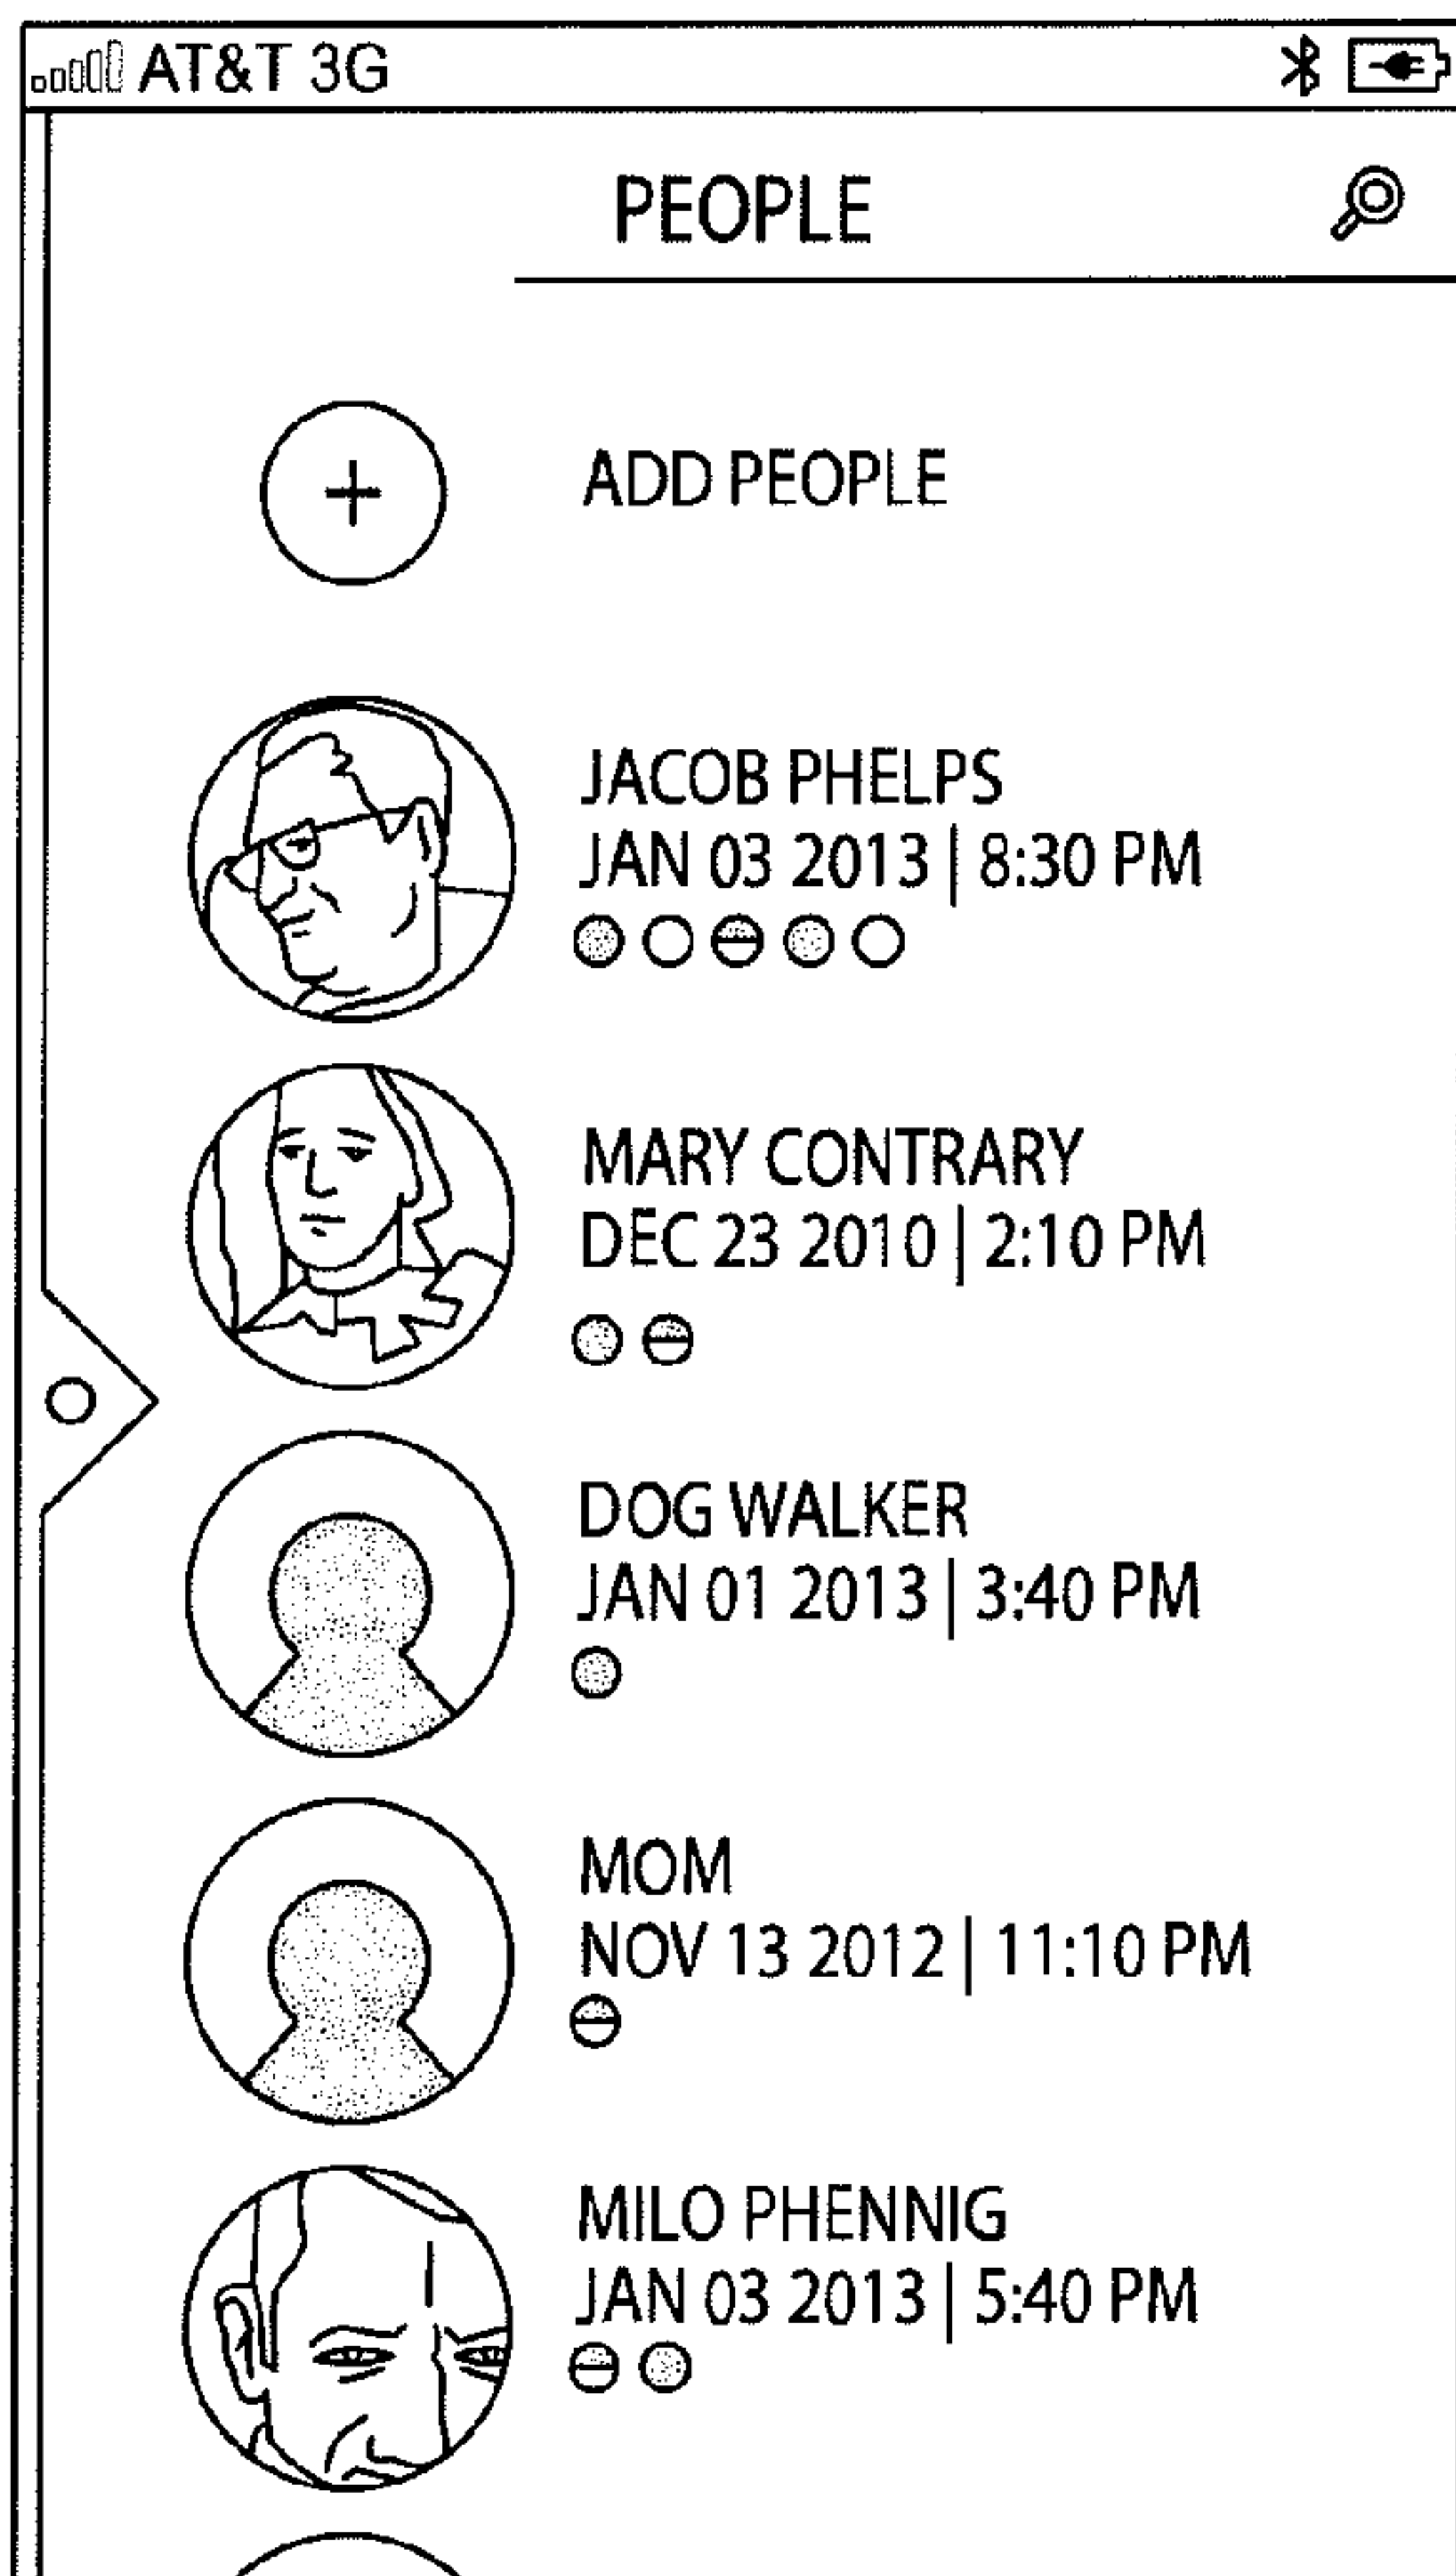 AT&T 3G
PEOPLE
ADD PEOPLE
JACOB PHELPS
JAN 03 2013 | 8:30 PM
MARY CONTRARY
DEC 23 2010 | 2:10 PM
DOG WALKER
JAN 01 2013 | 3:40 PM
MOM
NOV 13 2012 | 11:10 PM
MILO PHENNIG
JAN 03 2013 | 5:40 PM